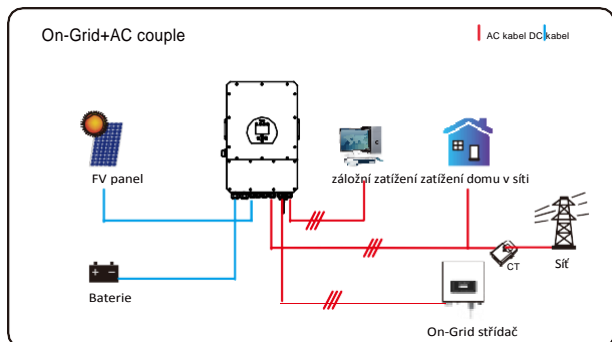 On-Grid+AC couple
AC kabel DC kabel
FV panel
záložní zatížení zatížení domu v síti
CT
Síť
Baterie
On-Grid střídač